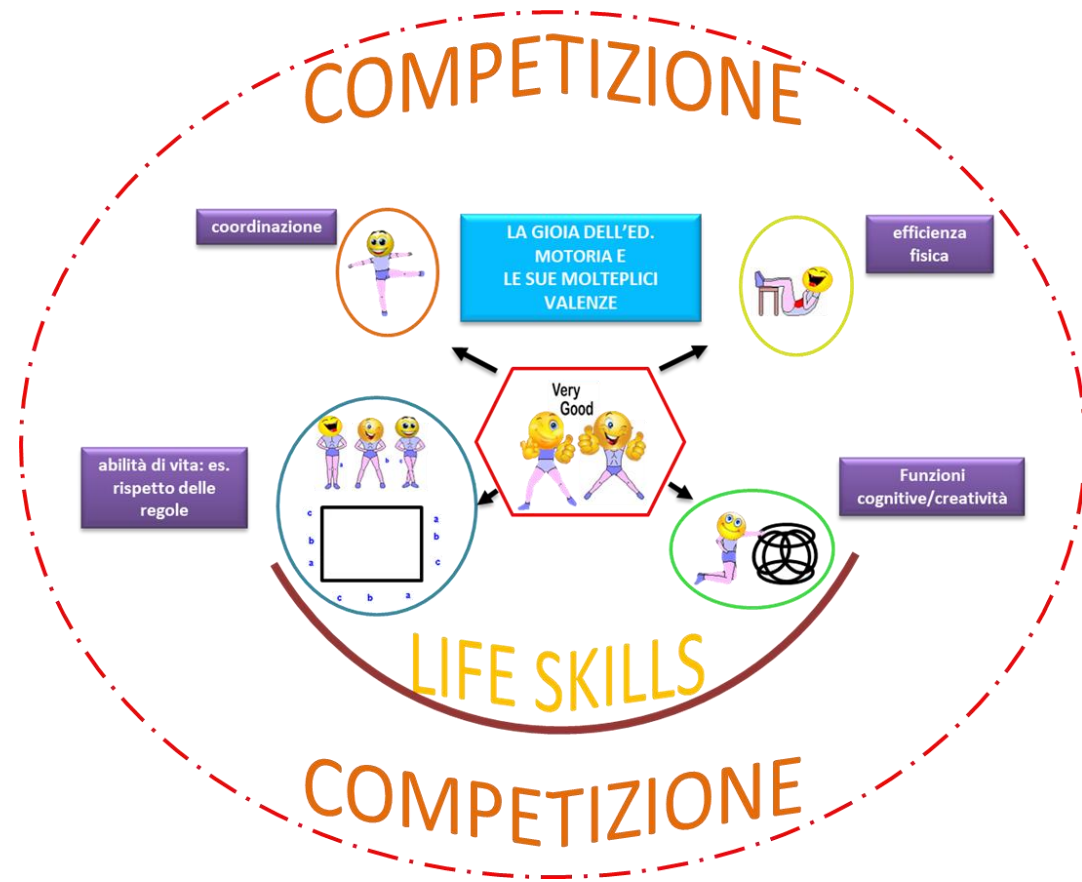 COMPETIZIONE
coordinazione
LA GIOIA DELL'ED.
MOTORIA E
LE SUE MOLTEPLICI
VALENZE
efficienza
fisica
Very
Good
abilità di vita: es.
rispetto delle
regole
a b c
c
b
a
a
b
c
c b a
Funzioni
cognitive/creatività
LIFE SKILLS
COMPETIZIONE